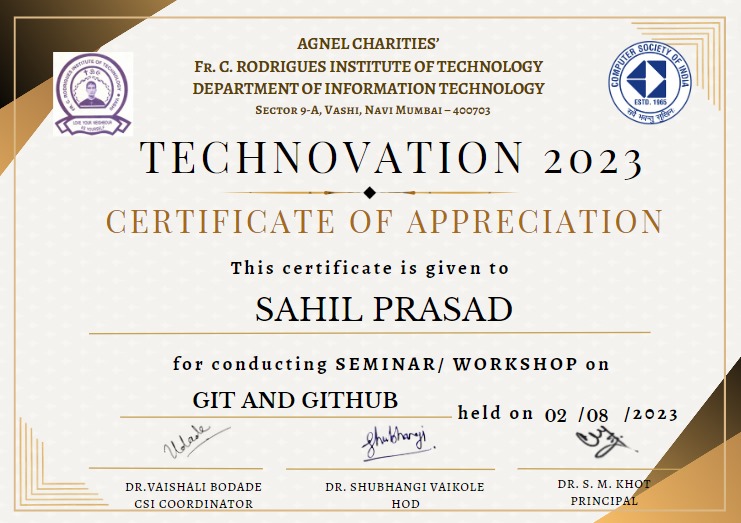 AGNEL CHARITIES’
FR. C. RODRIGUES INSTITUTE OF TECHNOLOGY
DEPARTMENT OF INFORMATION TECHNOLOGY
SECTOR 9-A, VASHI, NAVI MUMBAI – 400703
FR. C. RODRIGUES INSTITUTE OF TECHNOLOGY ★ VASHI ★
LOVE YOUR NEIGHBOUR
AS YOURSELF
COMPUTER SOCIETY OF INDIA
ESTD. 1965
सर्वे भवन्तु सुखिनः
TECHNOVATION 2023
CERTIFICATE OF APPRECIATION
This certificate is given to
SAHIL PRASAD
for conducting SEMINAR/ WORKSHOP on
GIT AND GITHUB held on 02 /08 /2023
Shubhangi
DR.VAISHALI BODADE
CSI COORDINATOR
DR. SHUBHANGI VAIKOLE
HOD
DR. S. M. KHOT
PRINCIPAL